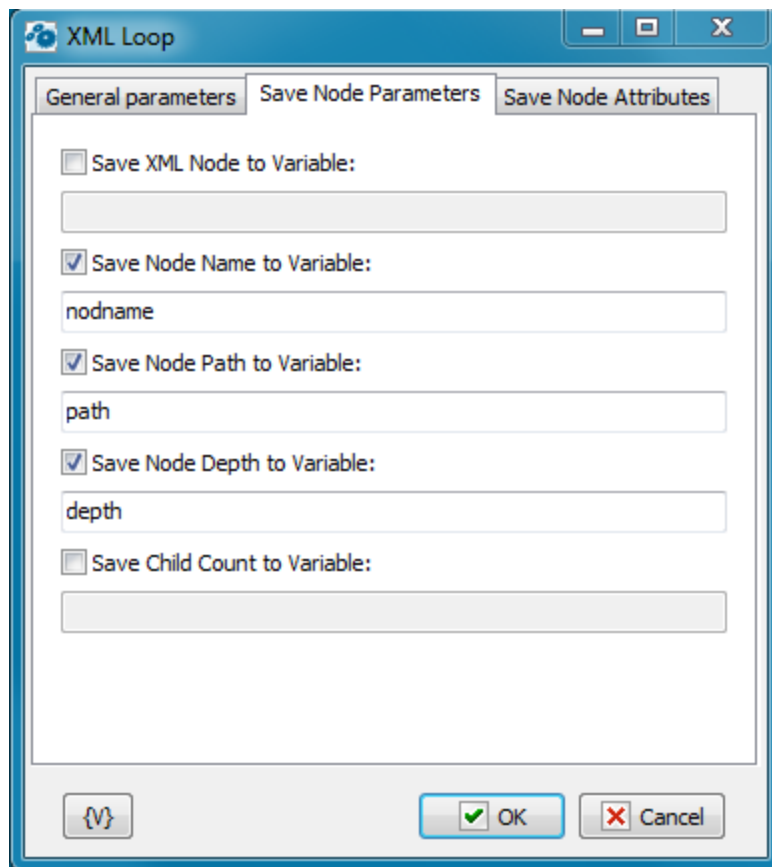 XML Loop
General parameters Save Node Parameters Save Node Attributes
Save XML Node to Variable:
Save Node Name to Variable:
nodname
Save Node Path to Variable:
path
Save Node Depth to Variable:
depth
Save Child Count to Variable:
{V} OK Cancel